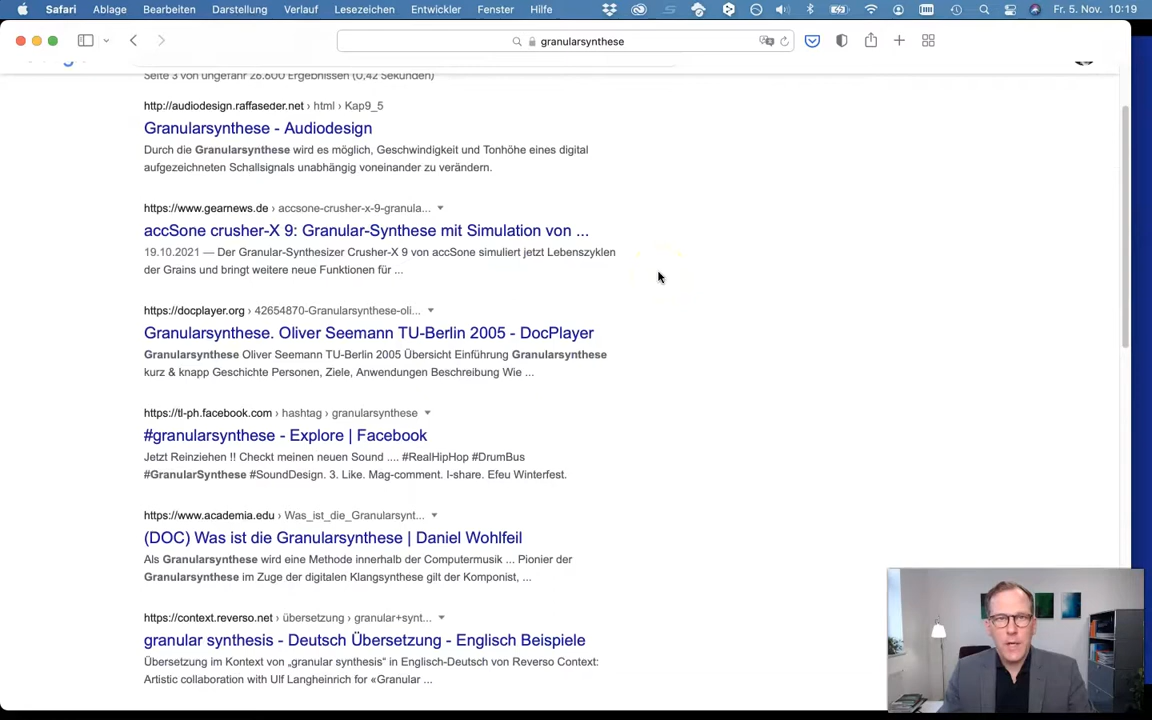 Safari Ablage Bearbeiten Darstellung Verlauf Lesezeichen Entwickler Fenster Hilfe Fr. 5. Nov. 10:19
granularsynthese
Seite 3 von ungefähr 26.600 Ergebnissen (0,42 Sekunden)
http://audiodesign.raffaseder.net › html › Kap9_5
Granularsynthese - Audiodesign
Durch die Granularsynthese wird es möglich, Geschwindigkeit und Tonhöhe eines digital
aufgezeichneten Schallsignals unabhängig voneinander zu verändern.
https://www.gearnews.de › accsone-crusher-x-9-granula...
accSone crusher-X 9: Granular-Synthese mit Simulation von ...
19.10.2021 — Der Granular-Synthesizer Crusher-X 9 von accSone simuliert jetzt Lebenszyklen
der Grains und bringt weitere neue Funktionen für ...
https://docplayer.org › 42654870-Granularsynthese-oli...
Granularsynthese. Oliver Seemann TU-Berlin 2005 - DocPlayer
Granularsynthese Oliver Seemann TU-Berlin 2005 Übersicht Einführung Granularsynthese
kurz & knapp Geschichte Personen, Ziele, Anwendungen Beschreibung Wie ...
https://tl-ph.facebook.com › hashtag › granularsynthese
#granularsynthese - Explore | Facebook
Jetzt Reinziehen !! Checkt meinen neuen Sound .... #RealHipHop #DrumBus
#GranularSynthese #SoundDesign. 3. Like. Mag-comment. I-share. Efeu Winterfest.
https://www.academia.edu › Was_ist_die_Granularsynt...
(DOC) Was ist die Granularsynthese | Daniel Wohlfeil
Als Granularsynthese wird eine Methode innerhalb der Computermusik ... Pionier der
Granularsynthese im Zuge der digitalen Klangsynthese gilt der Komponist, ...
https://context.reverso.net › übersetzung › granular+synt...
granular synthesis - Deutsch Übersetzung - Englisch Beispiele
Übersetzung im Kontext von „granular synthesis" in Englisch-Deutsch von Reverso Context:
Artistic collaboration with Ulf Langheinrich for «Granular ...